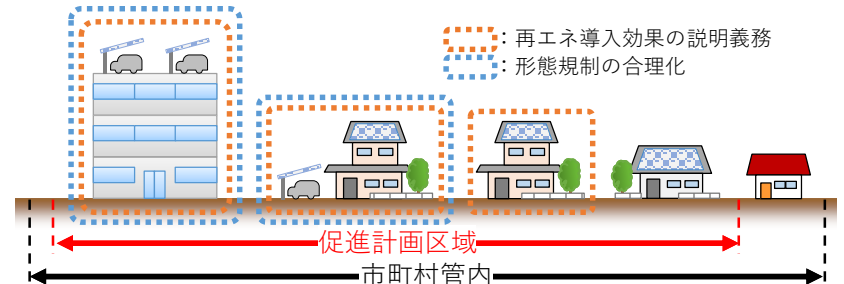 ：再エネ導入効果の説明義務
：形態規制の合理化
促進計画区域
市町村管内